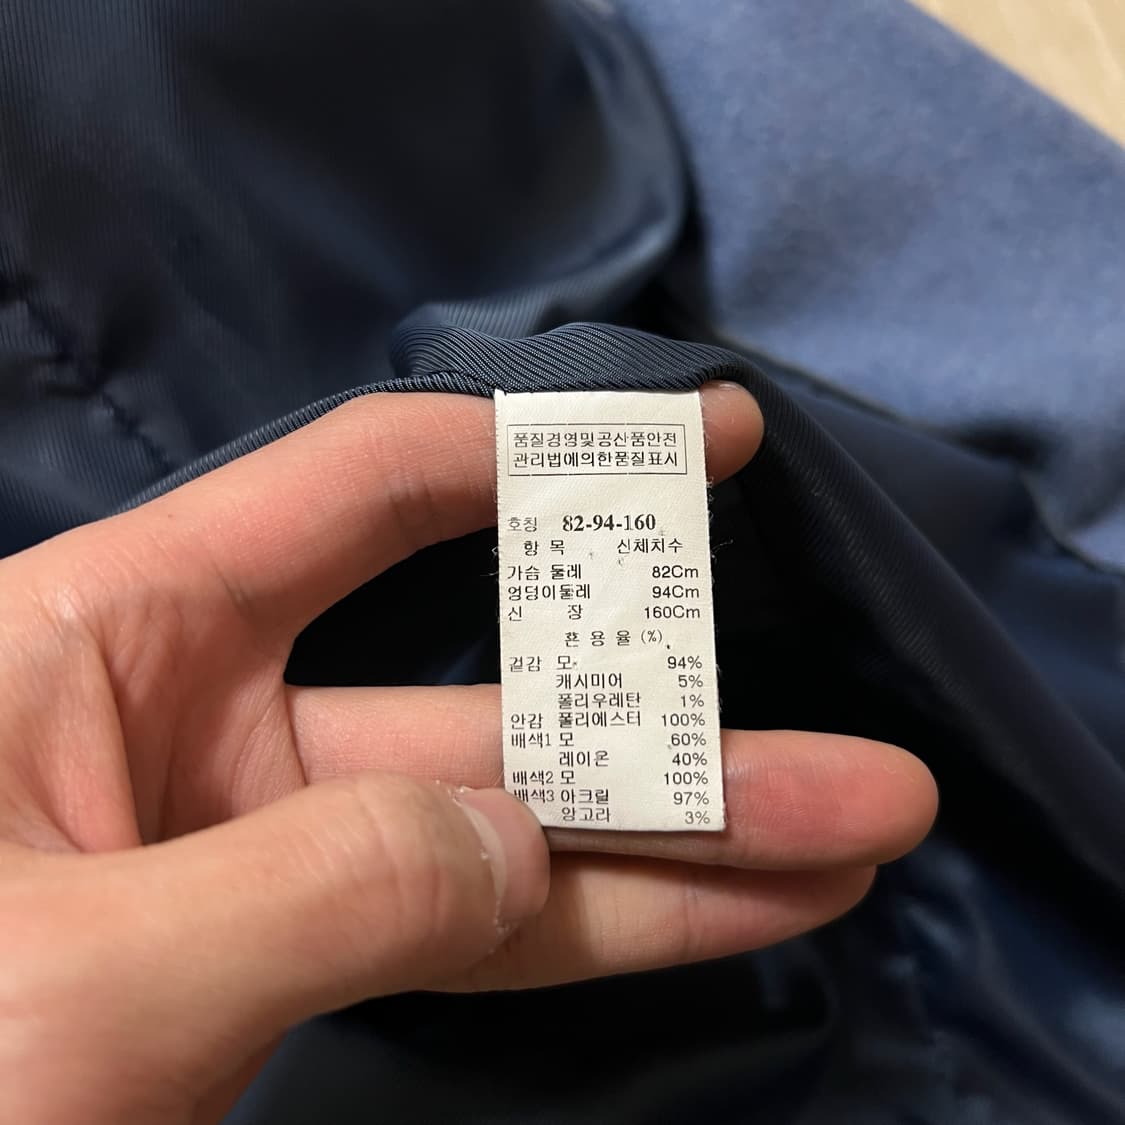 품질경영및공산품안전
관리법에의한품질표시
호칭 82-94-160
항 목 신체치수
가슴 둘레 82Cm
엉덩이둘레 94Cm
신 장 160Cm
혼 용 율 (%)
겉감 모 94%
캐시미어 5%
폴리우레탄 1%
안감 폴리에스터 100%
배색1 모 60%
레이온 40%
배색2 모 100%
배색3 아크릴 97%
앙고라 3%